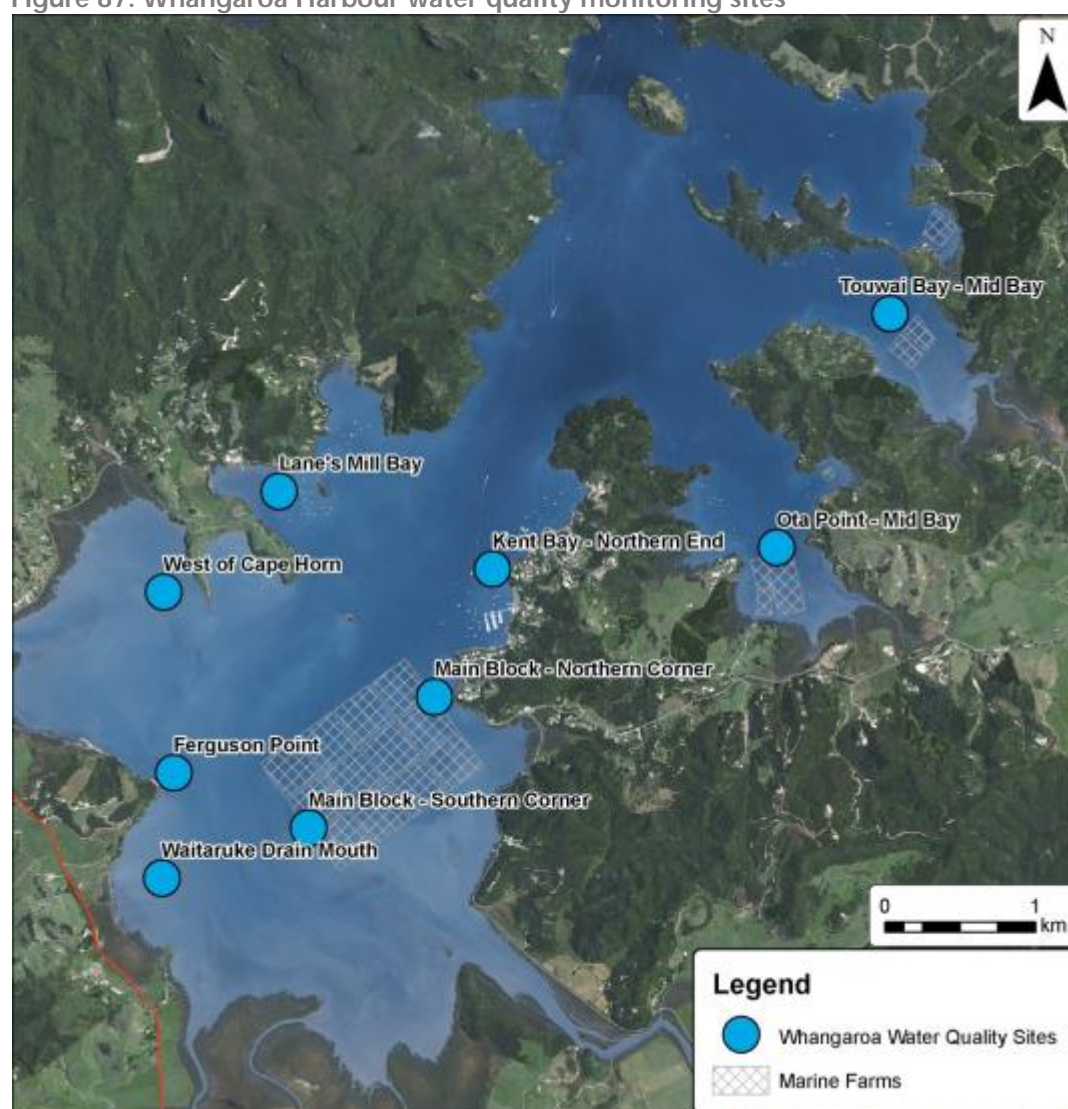 Figure 87: Whangaroa Harbour water quality monitoring sites
N
Touwai Bay - Mid Bay
Lane's Mill Bay
Ota Point - Mid Bay
Kent Bay - Northern End
West of Cape Horn
Main Block - Northern Corner
Ferguson Point
Main Block - Southern Corner
Waitaruke Drain Mouth
0 1
km
Legend
Whangaroa Water Quality Sites
Marine Farms